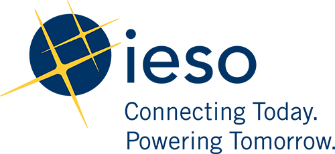 ieso
Connecting Today.
Powering Tomorrow.